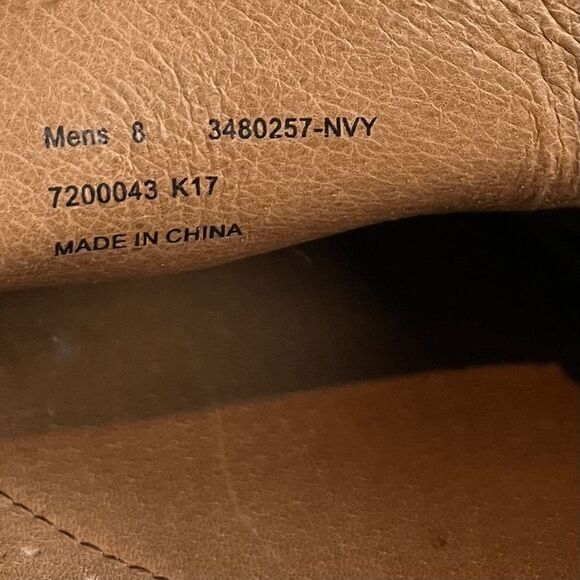 Mens 8 3480257-NVY
7200043 K17
MADE IN CHINA